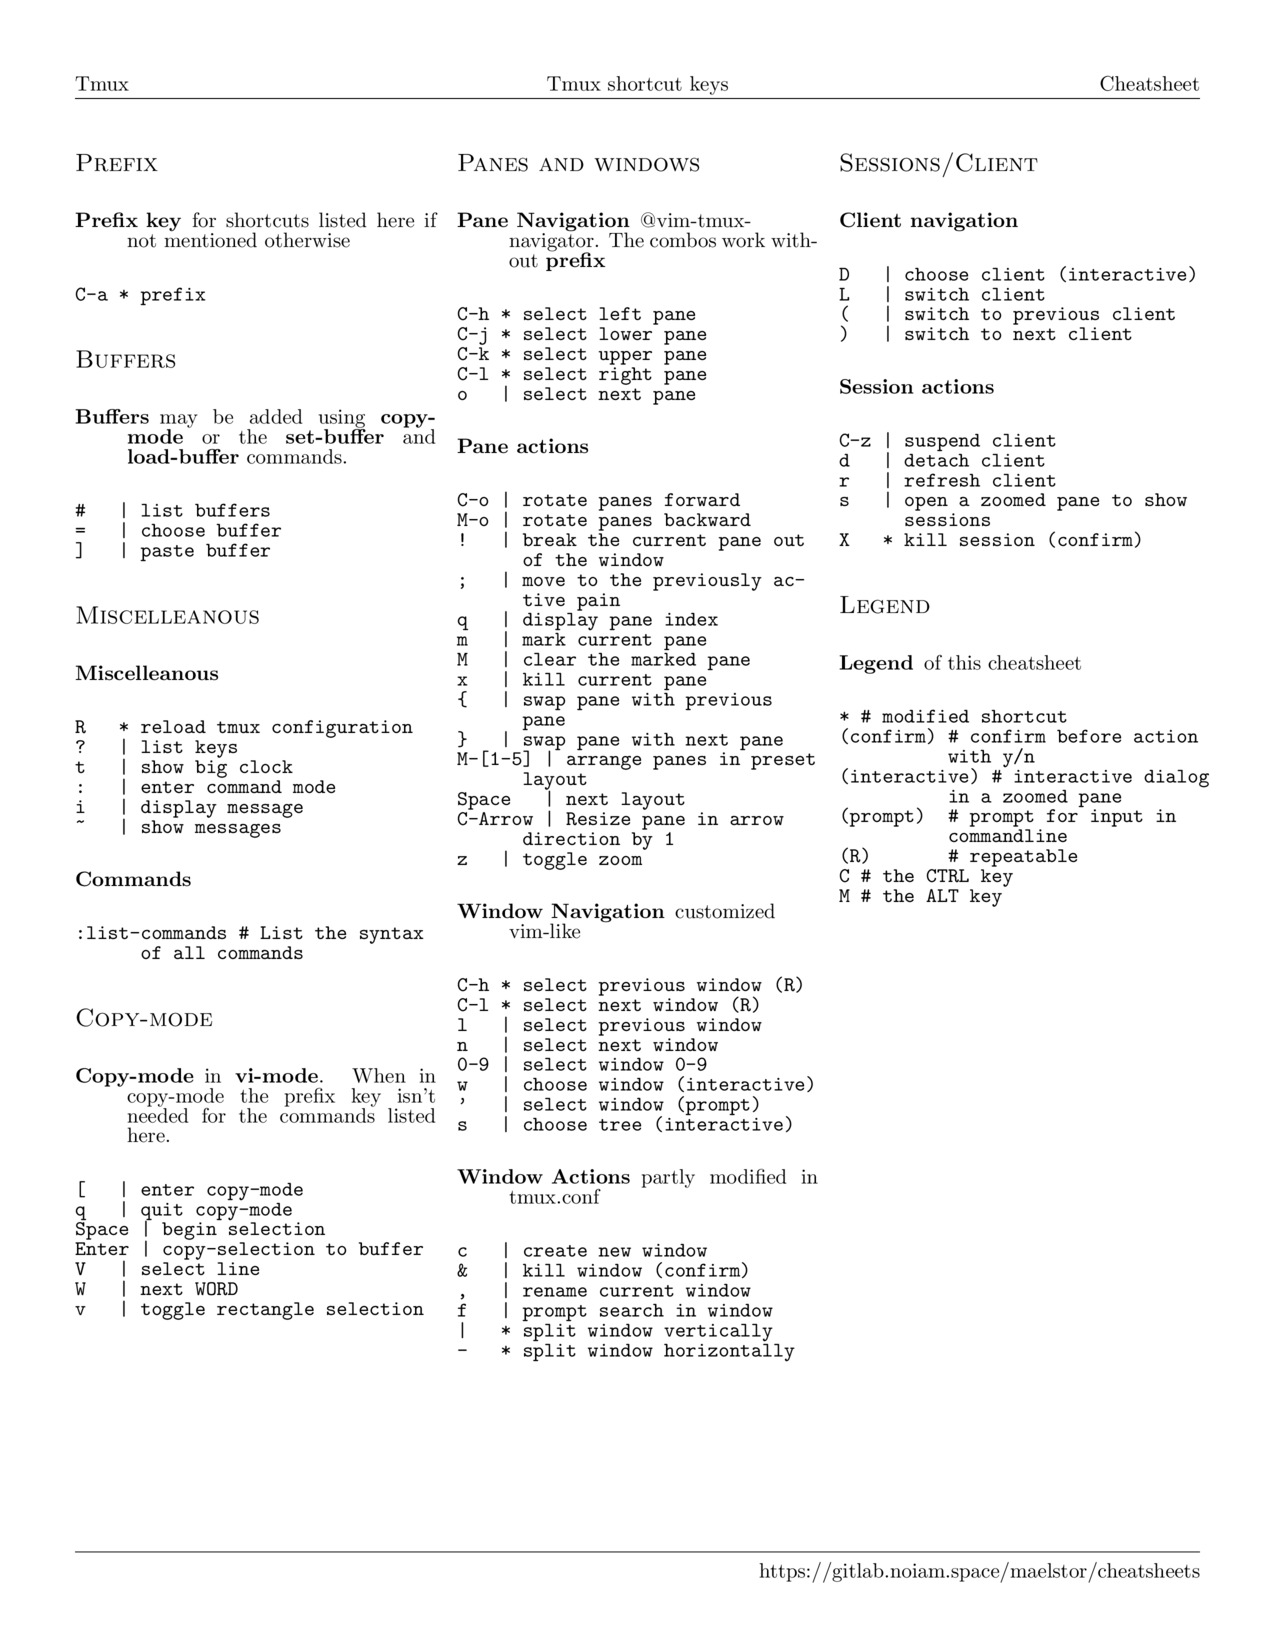 Tmux Tmux shortcut keys Cheatsheet
PREFIX
Prefix key for shortcuts listed here if
not mentioned otherwise
C-a * prefix
BUFFERS
Buffers may be added using copy-
mode or the set-buffer and
load-buffer commands.
# | list buffers
= | choose buffer
] | paste buffer
MISCELLEANOUS
Miscelleanous
R * reload tmux configuration
? | list keys
t | show big clock
: | enter command mode
i | display message
~ | show messages
Commands
:list-commands # List the syntax
of all commands
COPY-MODE
Copy-mode in vi-mode. When in
copy-mode the prefix key isn't
needed for the commands listed
here.
[ | enter copy-mode
q | quit copy-mode
Space | begin selection
Enter | copy-selection to buffer
V | select line
W | next WORD
v | toggle rectangle selection
PANES AND WINDOWS
Pane Navigation @vim-tmux-
navigator. The combos work with-
out prefix
C-h * select left pane
C-j * select lower pane
C-k * select upper pane
C-l * select right pane
o | select next pane
Pane actions
C-o | rotate panes forward
M-o | rotate panes backward
! | break the current pane out
of the window
; | move to the previously ac-
tive pain
q | display pane index
m | mark current pane
M | clear the marked pane
x | kill current pane
{ | swap pane with previous
pane
} | swap pane with next pane
M-[1-5] | arrange panes in preset
layout
Space | next layout
C-Arrow | Resize pane in arrow
direction by 1
z | toggle zoom
Window Navigation customized
vim-like
C-h * select previous window (R)
C-l * select next window (R)
l | select previous window
n | select next window
0-9 | select window 0-9
w | choose window (interactive)
' | select window (prompt)
s | choose tree (interactive)
Window Actions partly modified in
tmux.conf
c | create new window
& | kill window (confirm)
, | rename current window
f | prompt search in window
| * split window vertically
- * split window horizontally
SESSIONS/CLIENT
Client navigation
D | choose client (interactive)
L | switch client
( | switch to previous client
) | switch to next client
Session actions
C-z | suspend client
d | detach client
r | refresh client
s | open a zoomed pane to show
sessions
X * kill session (confirm)
LEGEND
Legend of this cheatsheet
* # modified shortcut
(confirm) # confirm before action
with y/n
(interactive) # interactive dialog
in a zoomed pane
(prompt) # prompt for input in
commandline
(R) # repeatable
C # the CTRL key
M # the ALT key
https://gitlab.noiam.space/maelstor/cheatsheets